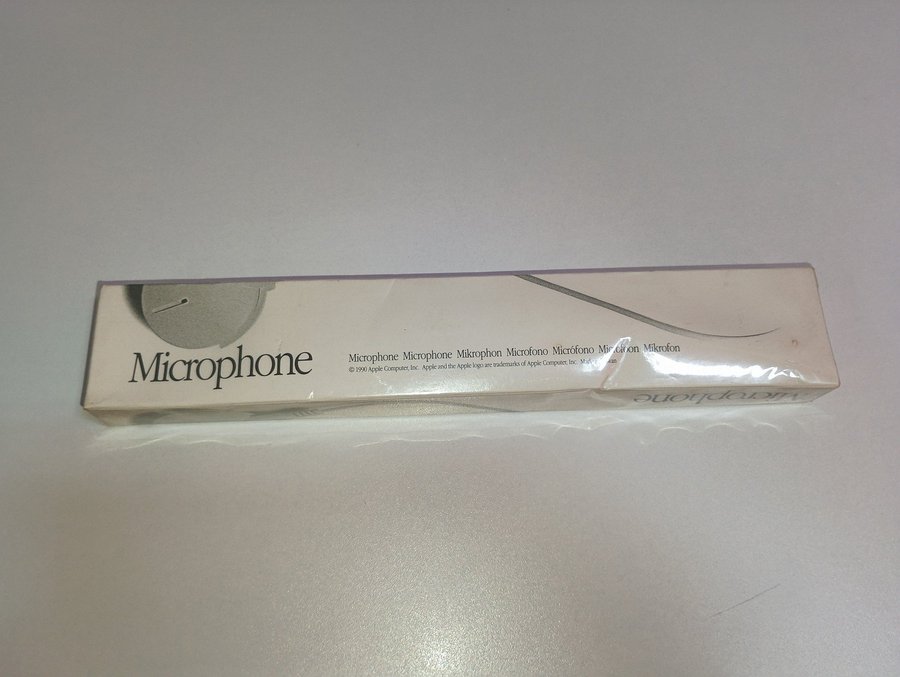 Microphone
Microphone Microphone Mikrophon Microfono Micrófono Mikrofon
© 1990 Apple Computer, Inc. Apple and the Apple logo are trademarks of Apple Computer, Inc.
Microphone